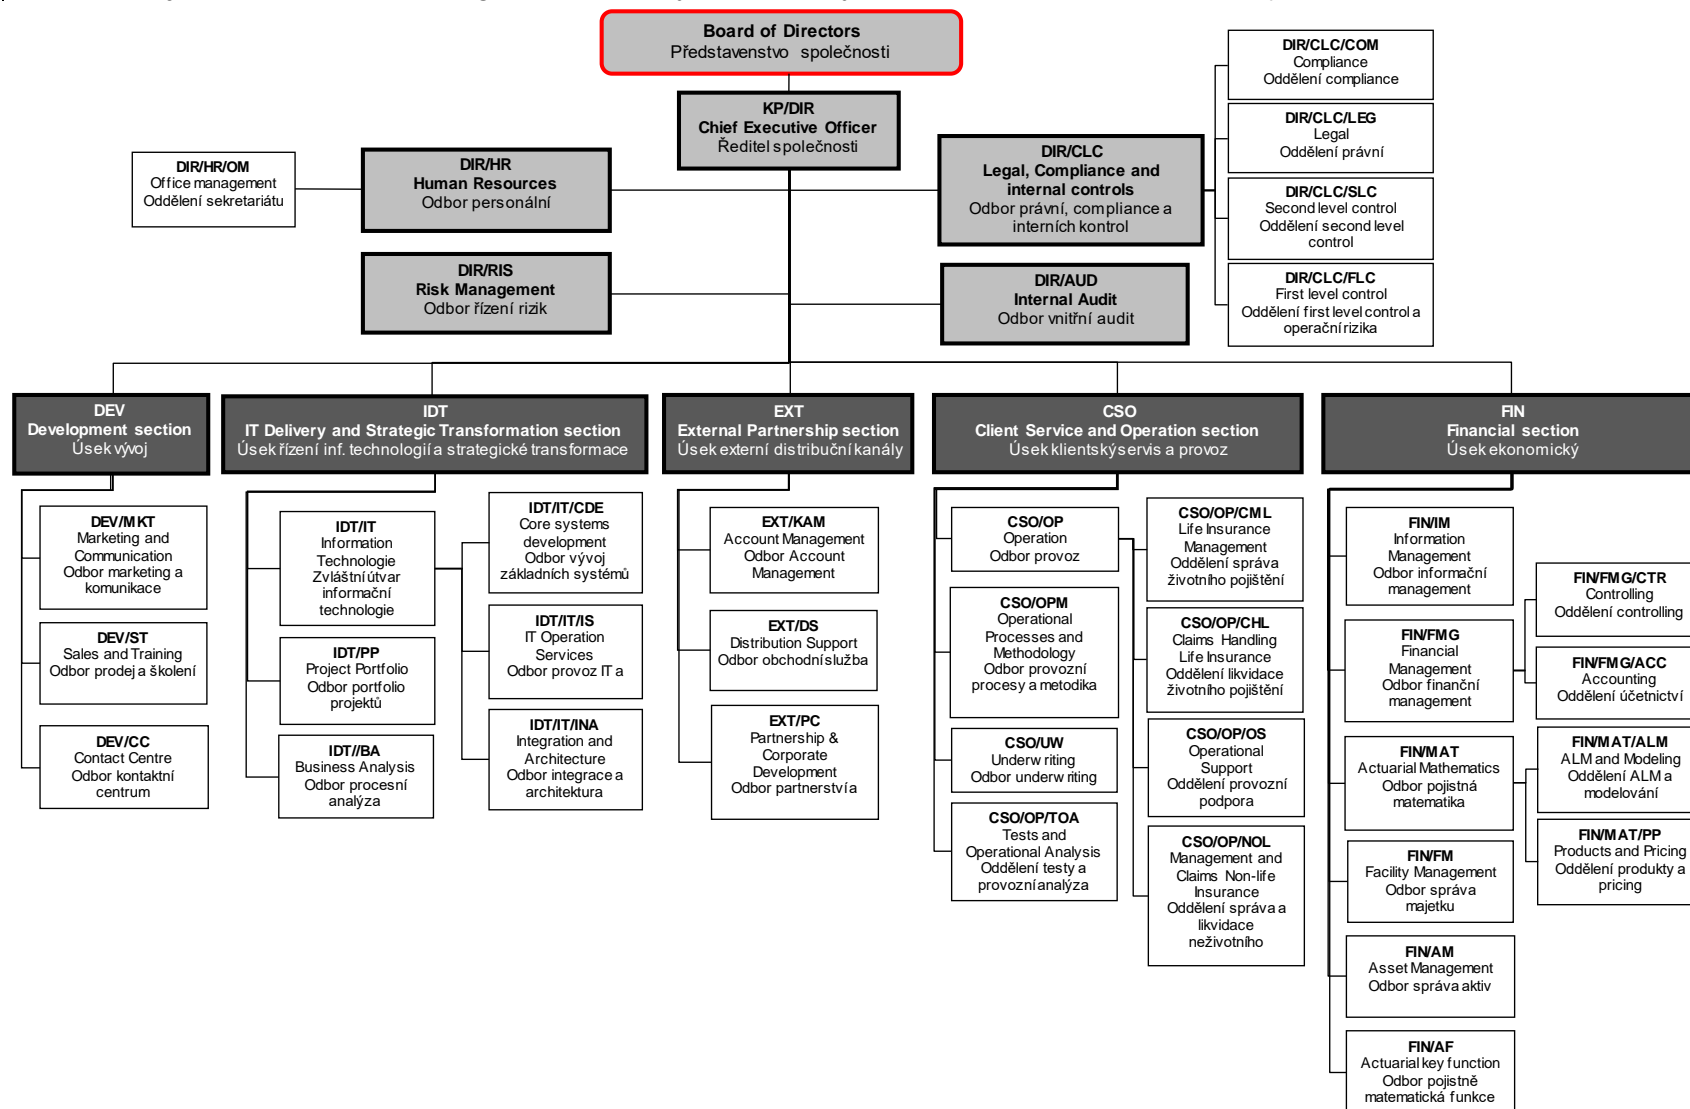 Board of Directors
Představenstvo společnosti
KP/DIR
Chief Executive Officer
Ředitel společnosti
DIR/HR/OM
Office management
Oddělení sekretariátu
DIR/HR
Human Resources
Odbor personální
DIR/CLC
Legal, Compliance and
internal controls
Odbor právní, compliance a
interních kontrol
DIR/CLC/COM
Compliance
Oddělení compliance
DIR/CLC/LEG
Legal
Oddělení právní
DIR/CLC/SLC
Second level control
Oddělení second level
control
DIR/CLC/FLC
First level control
Oddělení first level control a
operační rizika
DIR/RIS
Risk Management
Odbor řízení rizik
DIR/AUD
Internal Audit
Odbor vnitřní audit
DEV
Development section
Úsek vývoj
IDT
IT Delivery and Strategic Transformation section
Úsek řízení inf. technologií a strategické transformace
EXT
External Partnership section
Úsek externí distribuční kanály
CSO
Client Service and Operation section
Úsek klientský servis a provoz
FIN
Financial section
Úsek ekonomický
DEV/MKT
Marketing and
Communication
Odbor marketing a
komunikace
DEV/ST
Sales and Training
Odbor prodej a školení
DEV/CC
Contact Centre
Odbor kontaktní
centrum
IDT/IT
Information
Technologie
Zvláštní útvar
informační
technologie
IDT/PP
Project Portfolio
Odbor portfolio
projektů
IDT//BA
Business Analysis
Odbor procesní
analýza
IDT/IT/CDE
Core systems
development
Odbor vývoj
základních systémů
IDT/IT/IS
IT Operation
Services
Odbor provoz IT a
IDT/IT/INA
Integration and
Architecture
Odbor integrace a
architektura
EXT/KAM
Account Management
Odbor Account
Management
EXT/DS
Distribution Support
Odbor obchodní služba
EXT/PC
Partnership &
Corporate
Development
Odbor partnerství a
CSO/OP
Operation
Odbor provoz
CSO/OPM
Operational
Processes and
Methodology
Odbor provozní
procesy a metodika
CSO/UW
Underwriting
Odbor underwriting
CSO/OP/TOA
Tests and
Operational Analysis
Oddělení testy a
provozní analýza
CSO/OP/CML
Life Insurance
Management
Oddělení správa
životního pojištění
CSO/OP/CHL
Claims Handling
Life Insurance
Oddělení likvidace
životního pojištění
CSO/OP/OS
Operational
Support
Oddělení provozní
podpora
CSO/OP/NOL
Management and
Claims Non-life
Insurance
Oddělení správa a
likvidace
neživotního
FIN/IM
Information
Management
Odbor informační
management
FIN/FMG
Financial
Management
Odbor finanční
management
FIN/MAT
Actuarial Mathematics
Odbor pojistná
matematika
FIN/FM
Facility Management
Odbor správa
majetku
FIN/AM
Asset Management
Odbor správa aktiv
FIN/AF
Actuarial key function
Odbor pojistně
matematická funkce
FIN/FMG/CTR
Controlling
Oddělení controlling
FIN/FMG/ACC
Accounting
Oddělení účetnictví
FIN/MAT/ALM
ALM and Modeling
Oddělení ALM a
modelování
FIN/MAT/PP
Products and Pricing
Oddělení produkty a
pricing